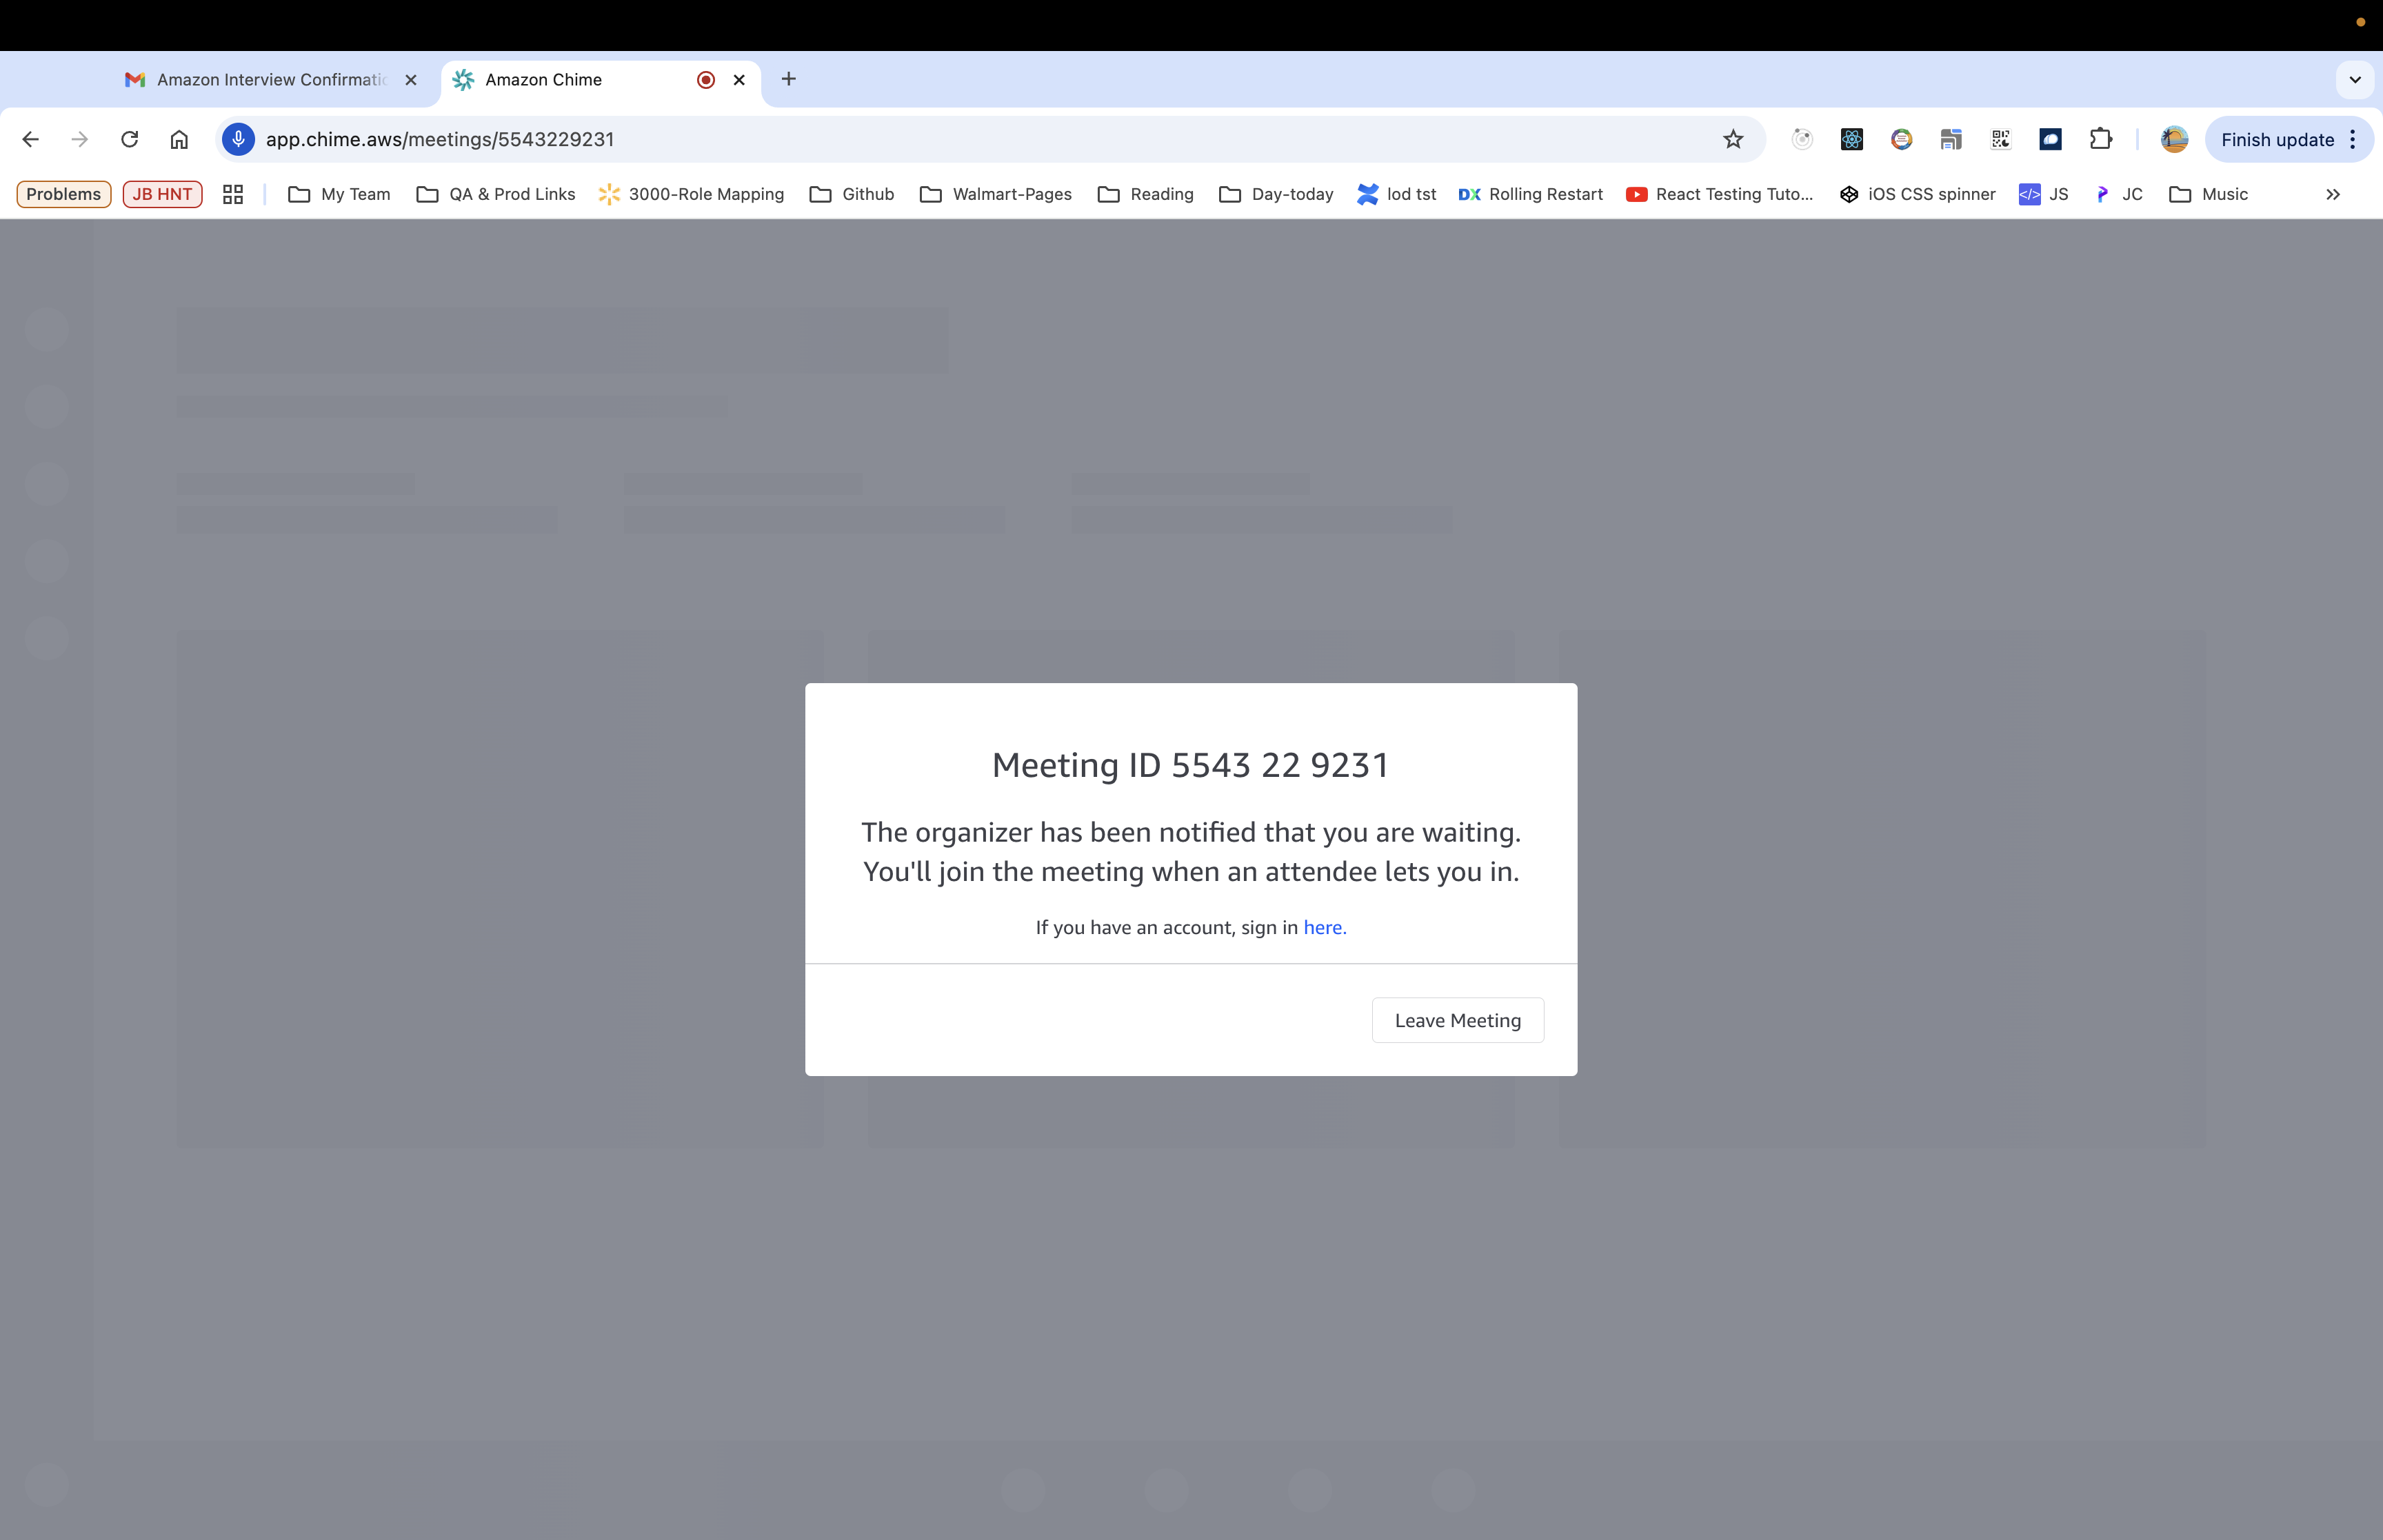 Amazon Interview Confirmatio
Amazon Chime
app.chime.aws/meetings/5543229231
Finish update
Problems
JB HNT
My Team
QA & Prod Links
3000-Role Mapping
Github
Walmart-Pages
Reading
Day-today
lod tst
DX Rolling Restart
React Testing Tuto...
iOS CSS spinner
</> JS
JC
Music
Meeting ID 5543 22 9231
The organizer has been notified that you are waiting.
You'll join the meeting when an attendee lets you in.
If you have an account, sign in here.
Leave Meeting